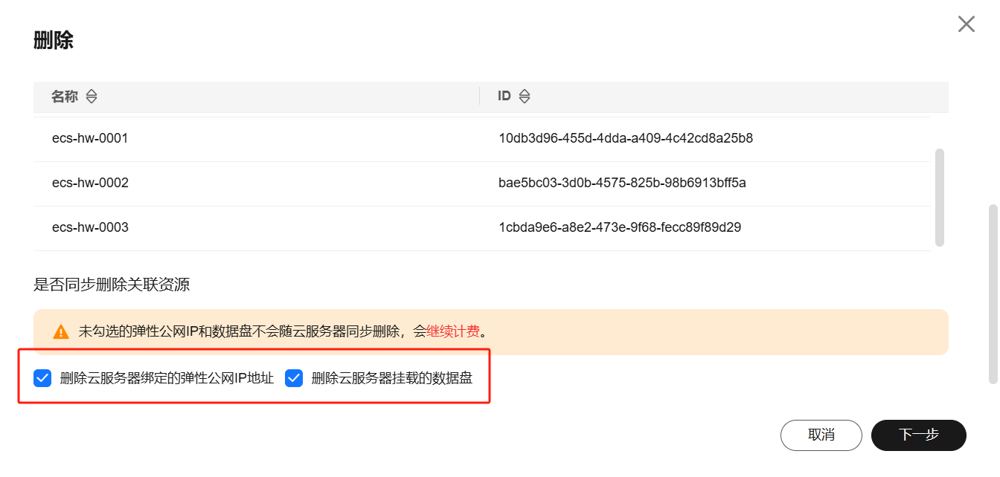 删除
名称 ID
ecs-hw-0001 10db3d96-455d-4dda-a409-4c42cd8a25b8
ecs-hw-0002 bae5bc03-3d0b-4575-825b-98b6913bff5a
ecs-hw-0003 1cbda9e6-a8e2-473e-9f68-fecc89f89d29
是否同步删除关联资源
未勾选的弹性公网IP和数据盘不会随云服务器同步删除，会继续计费。
删除云服务器绑定的弹性公网IP地址 删除云服务器挂载的数据盘
取消 下一步